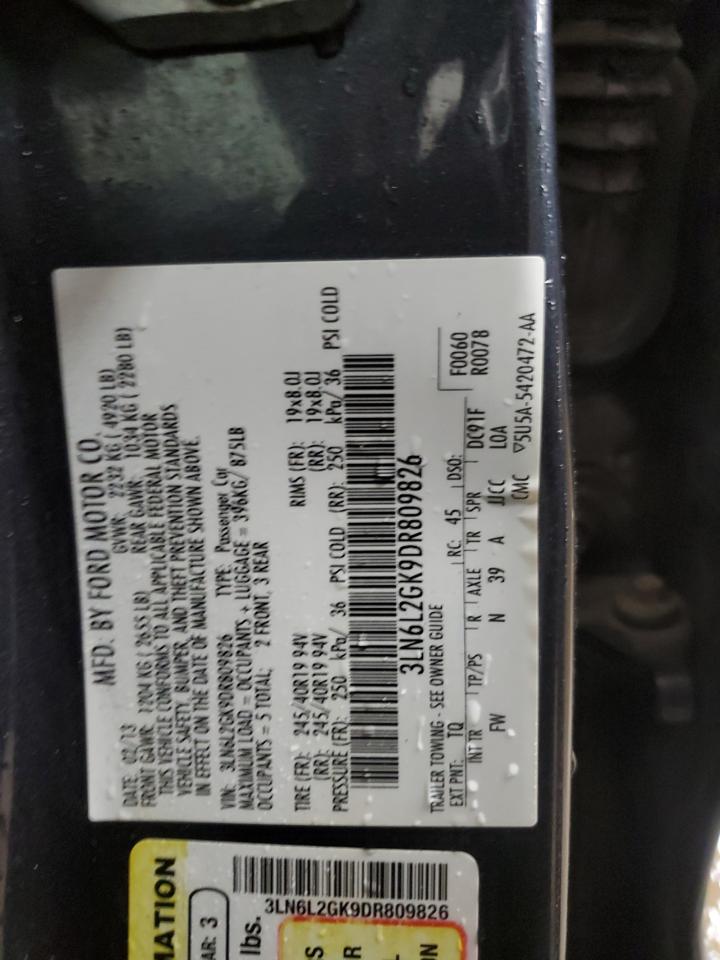 MFD. BY FORD MOTOR CO.
DATE: 02/13 GVWR: 2232 KG ( 4920 LB)
FRONT GAWR: 1204 KG ( 2655 LB) REAR GAWR: 1034 KG ( 2280 LB)
THIS VEHICLE CONFORMS TO ALL APPLICABLE FEDERAL MOTOR
VEHICLE SAFETY, BUMPER, AND THEFT PREVENTION STANDARDS
IN EFFECT ON THE DATE OF MANUFACTURE SHOWN ABOVE.
VIN: 3LN6L2GK9DR809826 TYPE: Passenger Car
MAXIMUM LOAD = OCCUPANTS + LUGGAGE = 396KG/ 875LB
OCCUPANTS = 5 TOTAL; 2 FRONT, 3 REAR
TIRE (FR): 245/40R19 94V RIMS (FR): 19x8.0J
(RR): 245/40R19 94V (RR): 19x8.0J
PRESSURE (FR): 250 kPa/ 36 PSI COLD (RR): 250 kPa/ 36 PSI COLD
3LN6L2GK9DR809826
TRAILER TOWING - SEE OWNER GUIDE F0060
EXT PNT: TQ RC: 45 DSO: DC91F R0078
INT TR TP/PS R AXLE TR SPR
FW N 39 A JJCC LOA
CMC ▽5U5A-5420472-AA
MATION
AR: 3
lbs.
3LN6L2GK9DR809826
S
R
ON